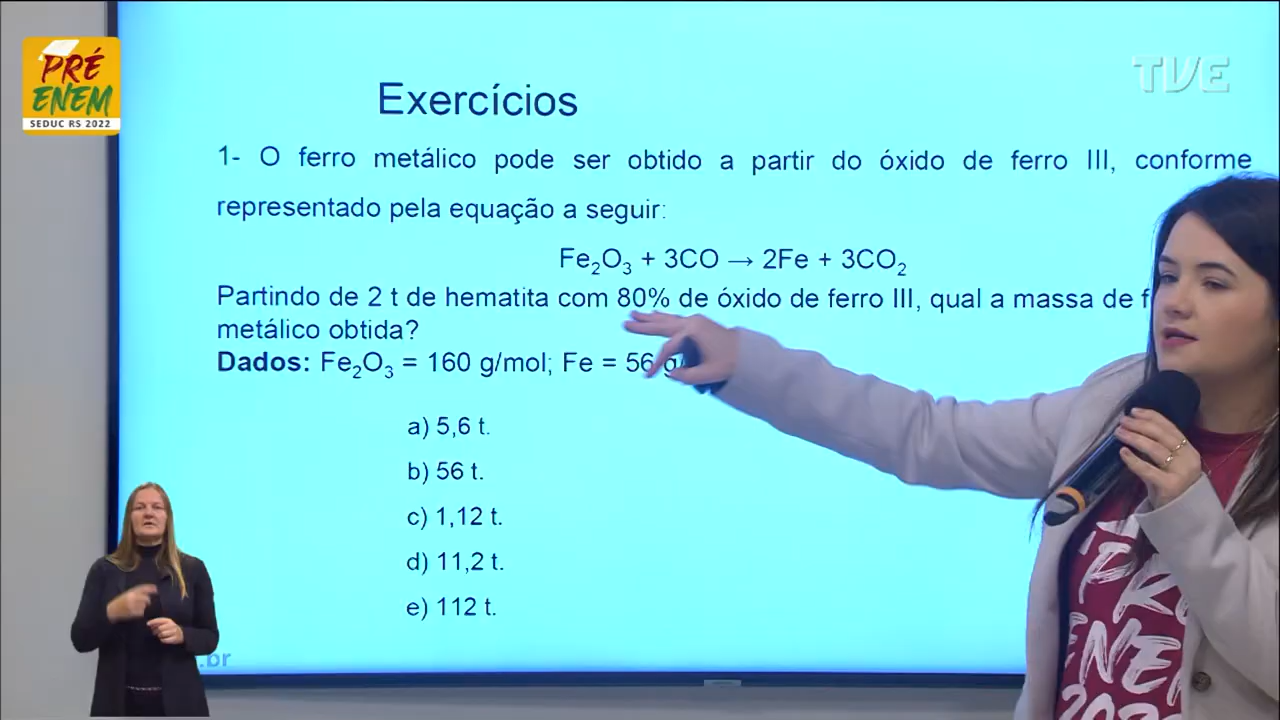 PRÉ
ENEM
SEDUC RS 2022
TVE
Exercícios
1- O ferro metálico pode ser obtido a partir do óxido de ferro III, conforme
representado pela equação a seguir:
Fe₂O₃ + 3CO → 2Fe + 3CO₂
Partindo de 2 t de hematita com 80% de óxido de ferro III, qual a massa de
metálico obtida?
Dados: Fe₂O₃ = 160 g/mol; Fe = 56
a) 5,6 t.
b) 56 t.
c) 1,12 t.
d) 11,2 t.
e) 112 t.
.br
PRÉ
ENEM